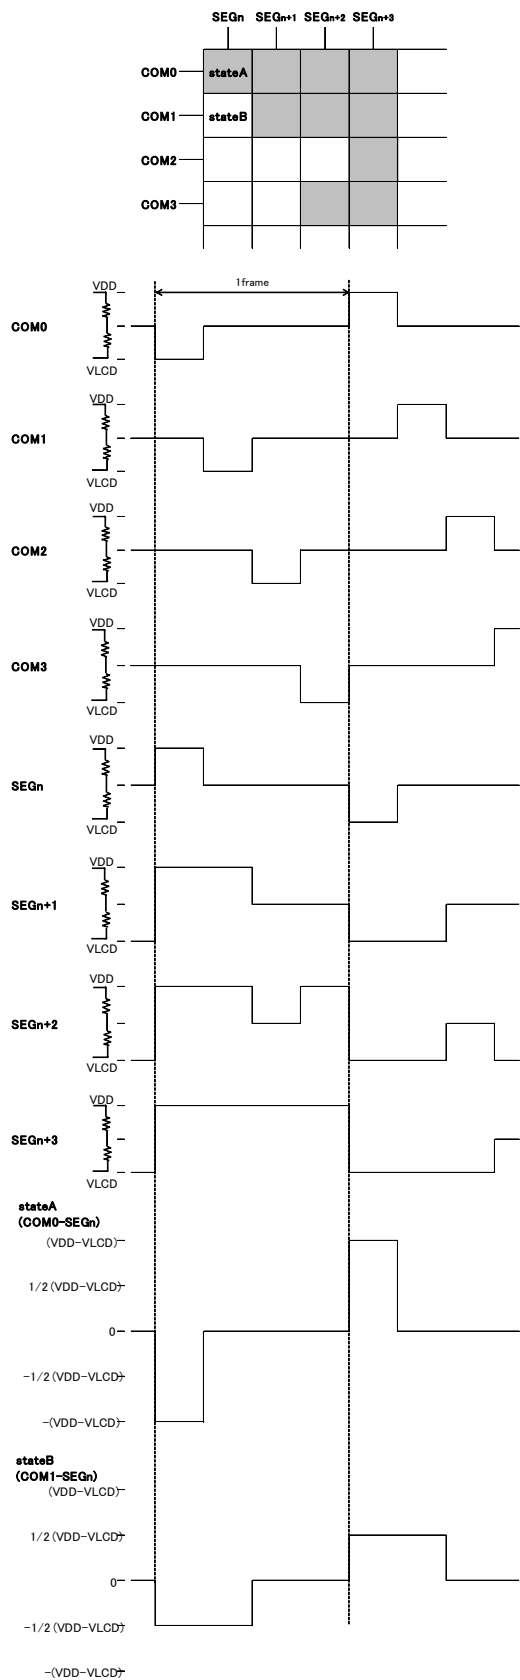 SEGn SEGn+1 SEGn+2 SEGn+3
COM0 stateA
COM1 stateB
COM2
COM3
1frame
VDD
COM0
VLCD
VDD
COM1
VLCD
VDD
COM2
VLCD
VDD
COM3
VLCD
VDD
SEGn
VLCD
VDD
SEGn+1
VLCD
VDD
SEGn+2
VLCD
VDD
SEGn+3
VLCD
stateA
(COM0-SEGn)
(VDD-VLCD)
1/2(VDD-VLCD)
0
-1/2(VDD-VLCD)
-(VDD-VLCD)
stateB
(COM1-SEGn)
(VDD-VLCD)
1/2(VDD-VLCD)
0
-1/2(VDD-VLCD)
-(VDD-VLCD)